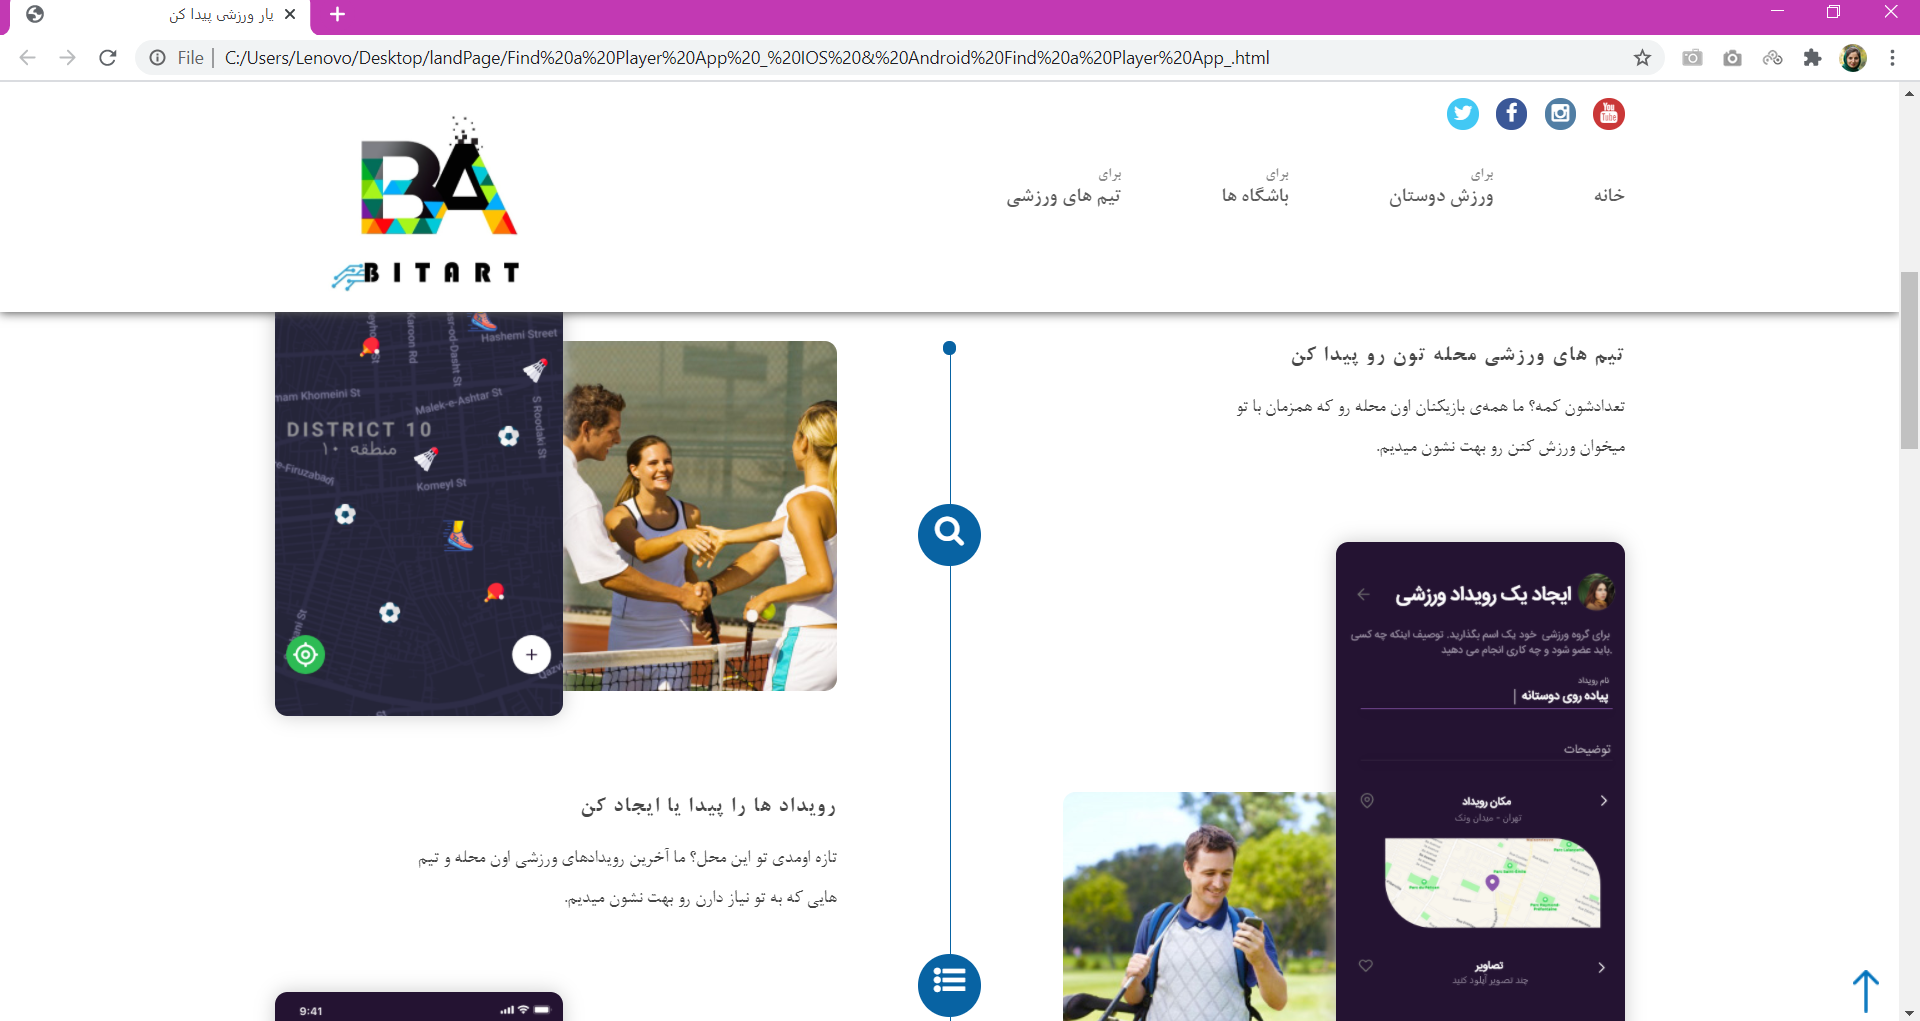 یار ورزشی پیدا کن
File
C:/Users/Lenovo/Desktop/landPage/Find%20a%20Player%20App%20_%20IOS%20&%20Android%20Find%20a%20Player%20App_.html
You
Tube
خانه
برای
ورزش دوستان
برای
باشگاه ها
برای
تیم های ورزشی
BA
BITART
تیم های ورزشی محله تون رو پیدا کن
تعدادشون کمه؟ ما همه‌ی بازیکنان اون محله رو که همزمان با تو
میخوان ورزش کنن رو بهت نشون میدیم.
Hashemi Street
Karoon Rd
Malek-e-Ashtar St
S Roodaki St
DISTRICT 10
منطقه ۱۰
Komeyl St
ایجاد یک رویداد ورزشی
برای گروه ورزشی خود یک اسم بگذارید. توصیف اینکه چه کسی
باید عضو شود و چه کاری انجام می دهید.
نام رویداد
پیاده روی دوستانه
توضیحات
مکان رویداد
تهران - میدان ونک
تصاویر
چند تصویر آپلود کنید
رویداد ها را پیدا یا ایجاد کن
تازه اومدی تو این محل؟ ما آخرین رویدادهای ورزشی اون محله و تیم
هایی که به تو نیاز دارن رو بهت نشون میدیم.
9:41